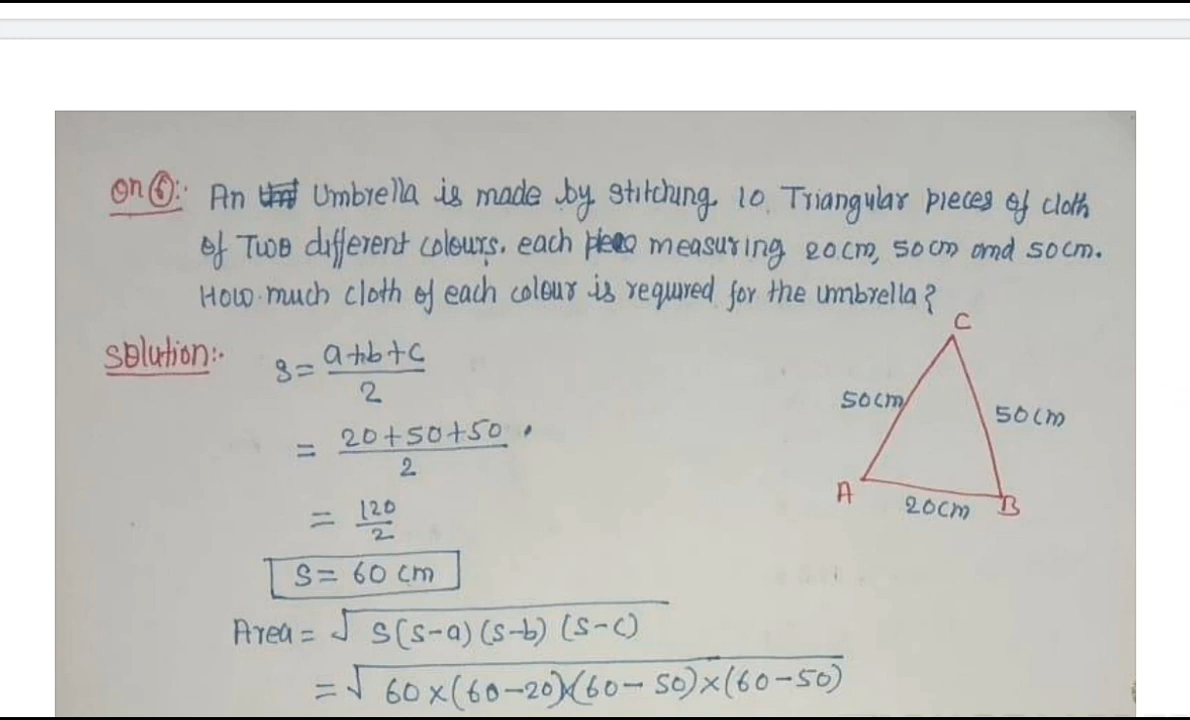 Qn 6:· An Umbrella is made by stitching 10 Triangular pieces of cloth
of Two different colours. each piece measuring 20cm, 50cm and 50cm.
How much cloth of each colour is required for the umbrella?
Solution:·
s = a+b+c / 2
= 20+50+50 / 2
= 120 / 2
S = 60 cm
C
50cm
50cm
A
20cm
B
Area = √ s(s-a)(s-b)(s-c)
= √ 60×(60-20)×(60-50)×(60-50)